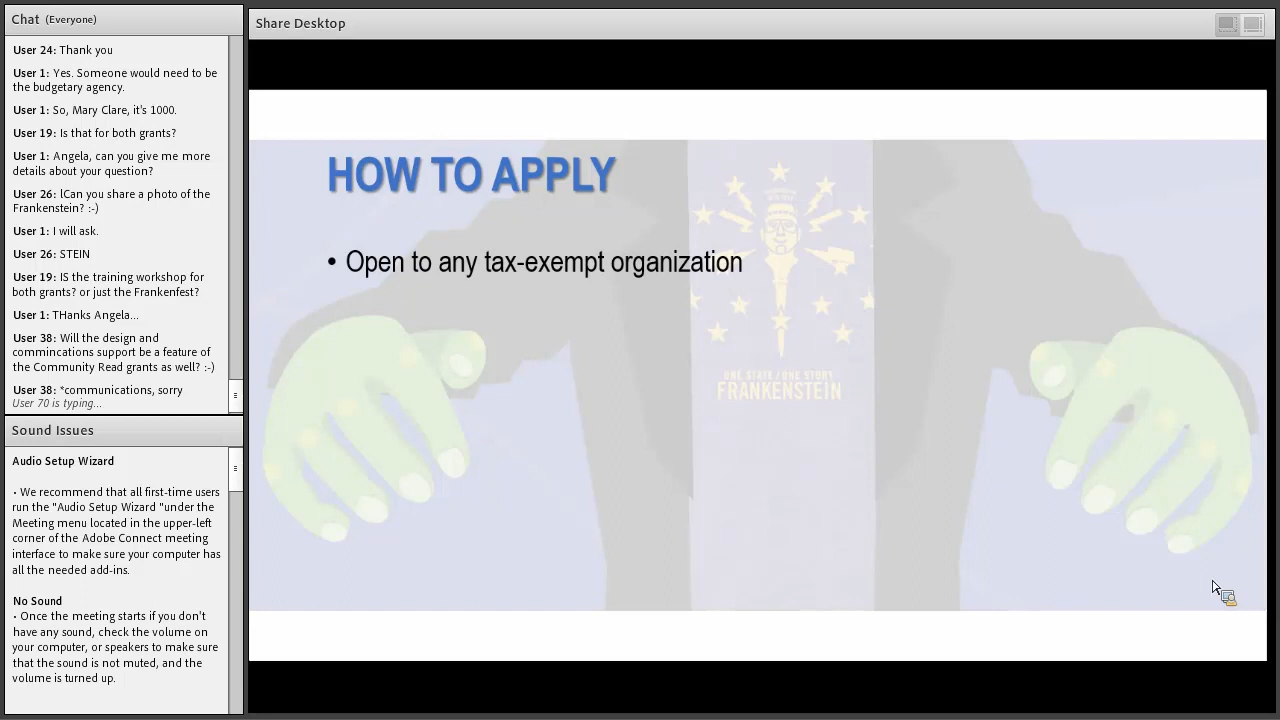 Chat (Everyone)
User 24: Thank you
User 1: Yes. Someone would need to be
the budgetary agency.
User 1: So, Mary Clare, it's 1000.
User 19: Is that for both grants?
User 1: Angela, can you give me more
details about your question?
User 26: lCan you share a photo of the
Frankenstein? :-)
User 1: I will ask.
User 26: STEIN
User 19: IS the training workshop for
both grants? or just the Frankenfest?
User 1: THanks Angela...
User 38: Will the design and
commincations support be a feature of
the Community Read grants as well? :-)
User 38: *communications, sorry
User 70 is typing...
Sound Issues
Audio Setup Wizard
• We recommend that all first-time users
run the "Audio Setup Wizard "under the
Meeting menu located in the upper-left
corner of the Adobe Connect meeting
interface to make sure your computer has
all the needed add-ins.
No Sound
• Once the meeting starts if you don't
have any sound, check the volume on
your computer, or speakers to make sure
that the sound is not muted, and the
volume is turned up.
Share Desktop
HOW TO APPLY
• Open to any tax-exempt organization
ONE STATE / ONE STORY
FRANKENSTEIN